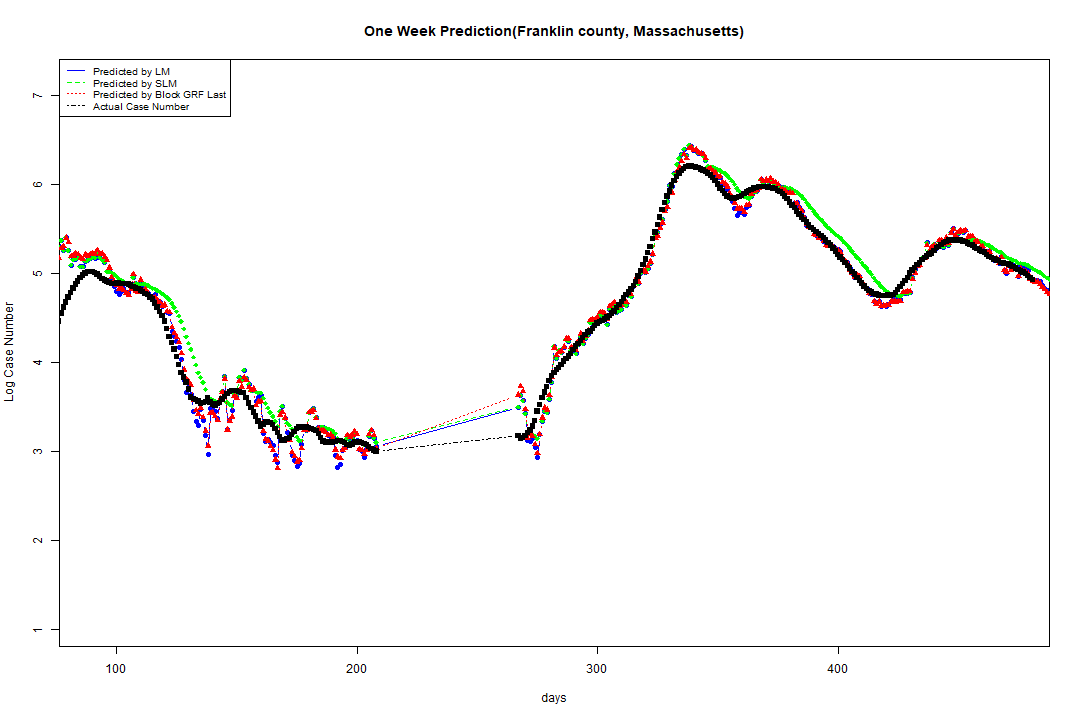 One Week Prediction(Franklin county, Massachusetts)
Predicted by LM
Predicted by SLM
Predicted by Block GRF Last
Actual Case Number
7
6
5
4
3
2
1
Log Case Number
100 200 300 400
days